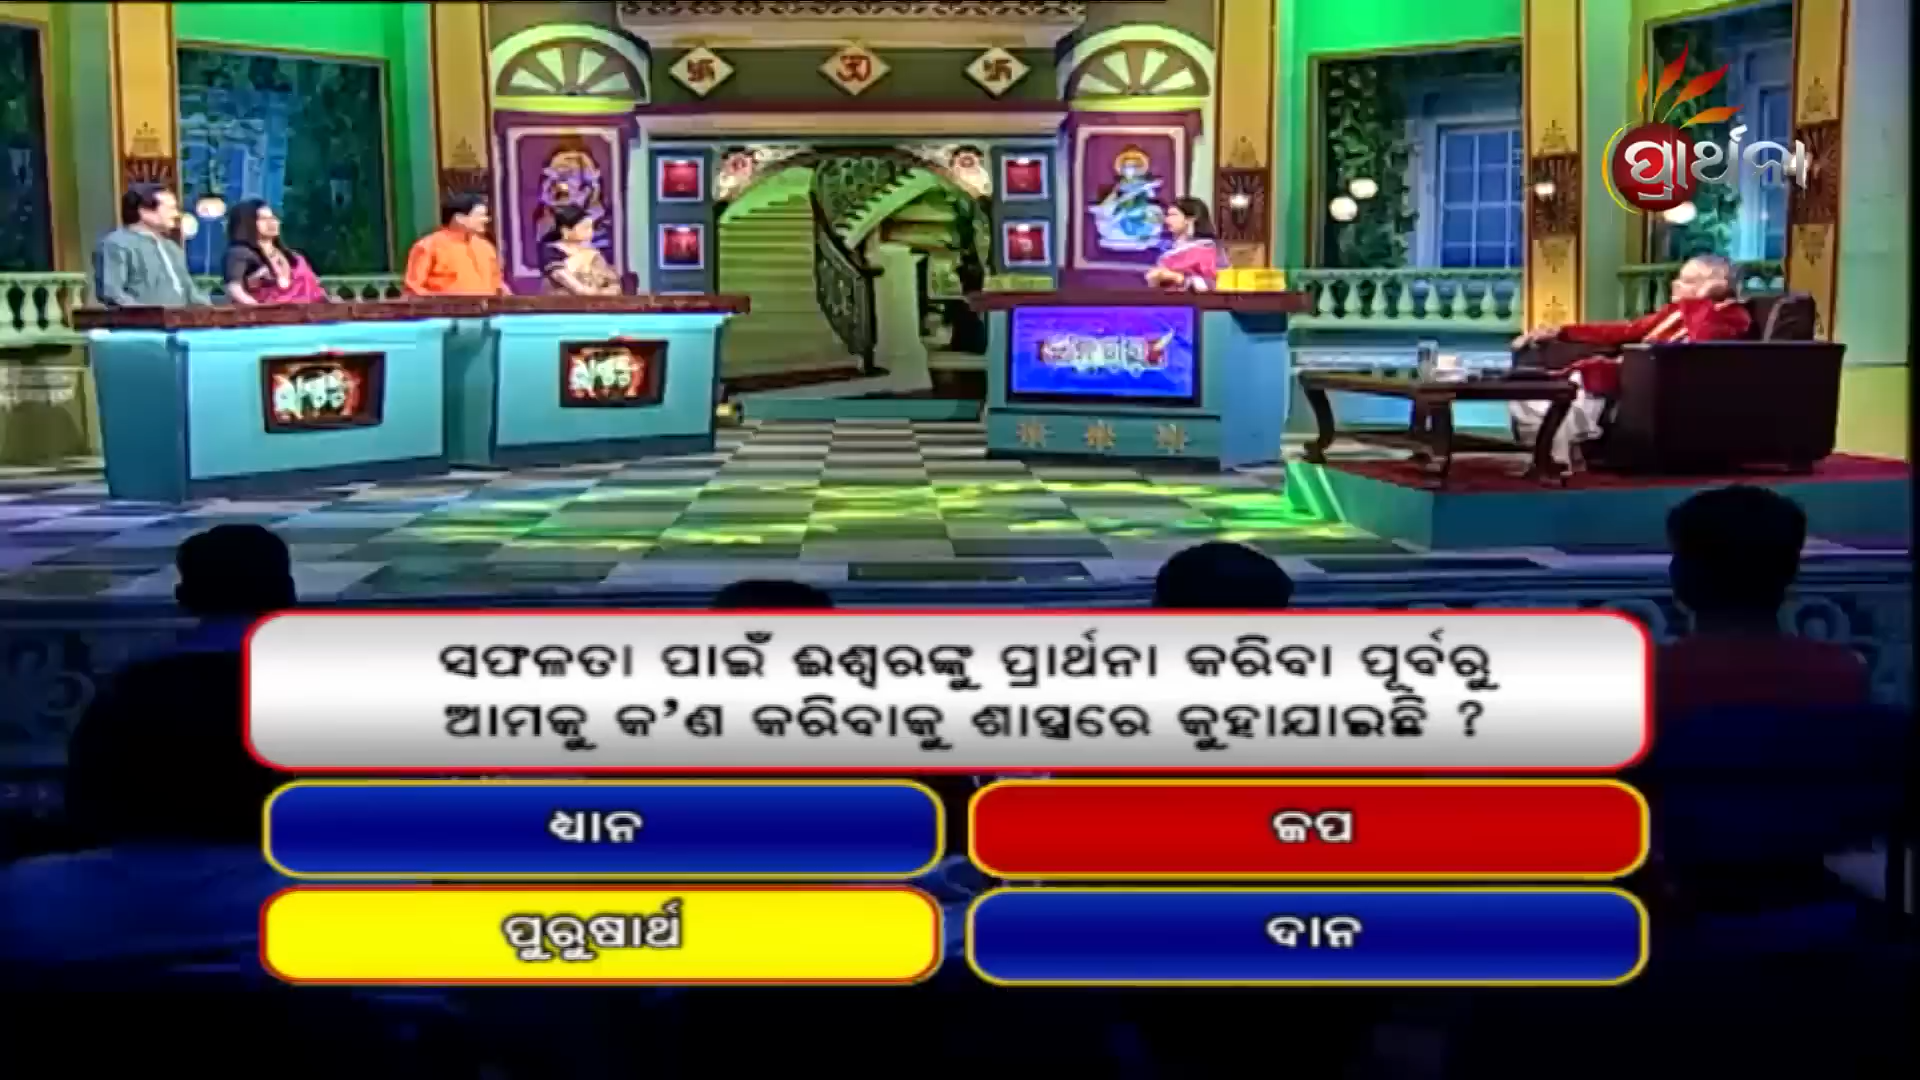 ପ୍ରାର୍ଥନା
ସଫଳତା ପାଇଁ ଈଶ୍ୱରଙ୍କୁ ପ୍ରାର୍ଥନା କରିବା ପୂର୍ବରୁ
ଆମକୁ କ'ଣ କରିବାକୁ ଶାସ୍ତ୍ରରେ କୁହାଯାଇଛି ?
ଧ୍ୟାନ
ଜପ
ପୁରୁଷାର୍ଥ
ଦାନ